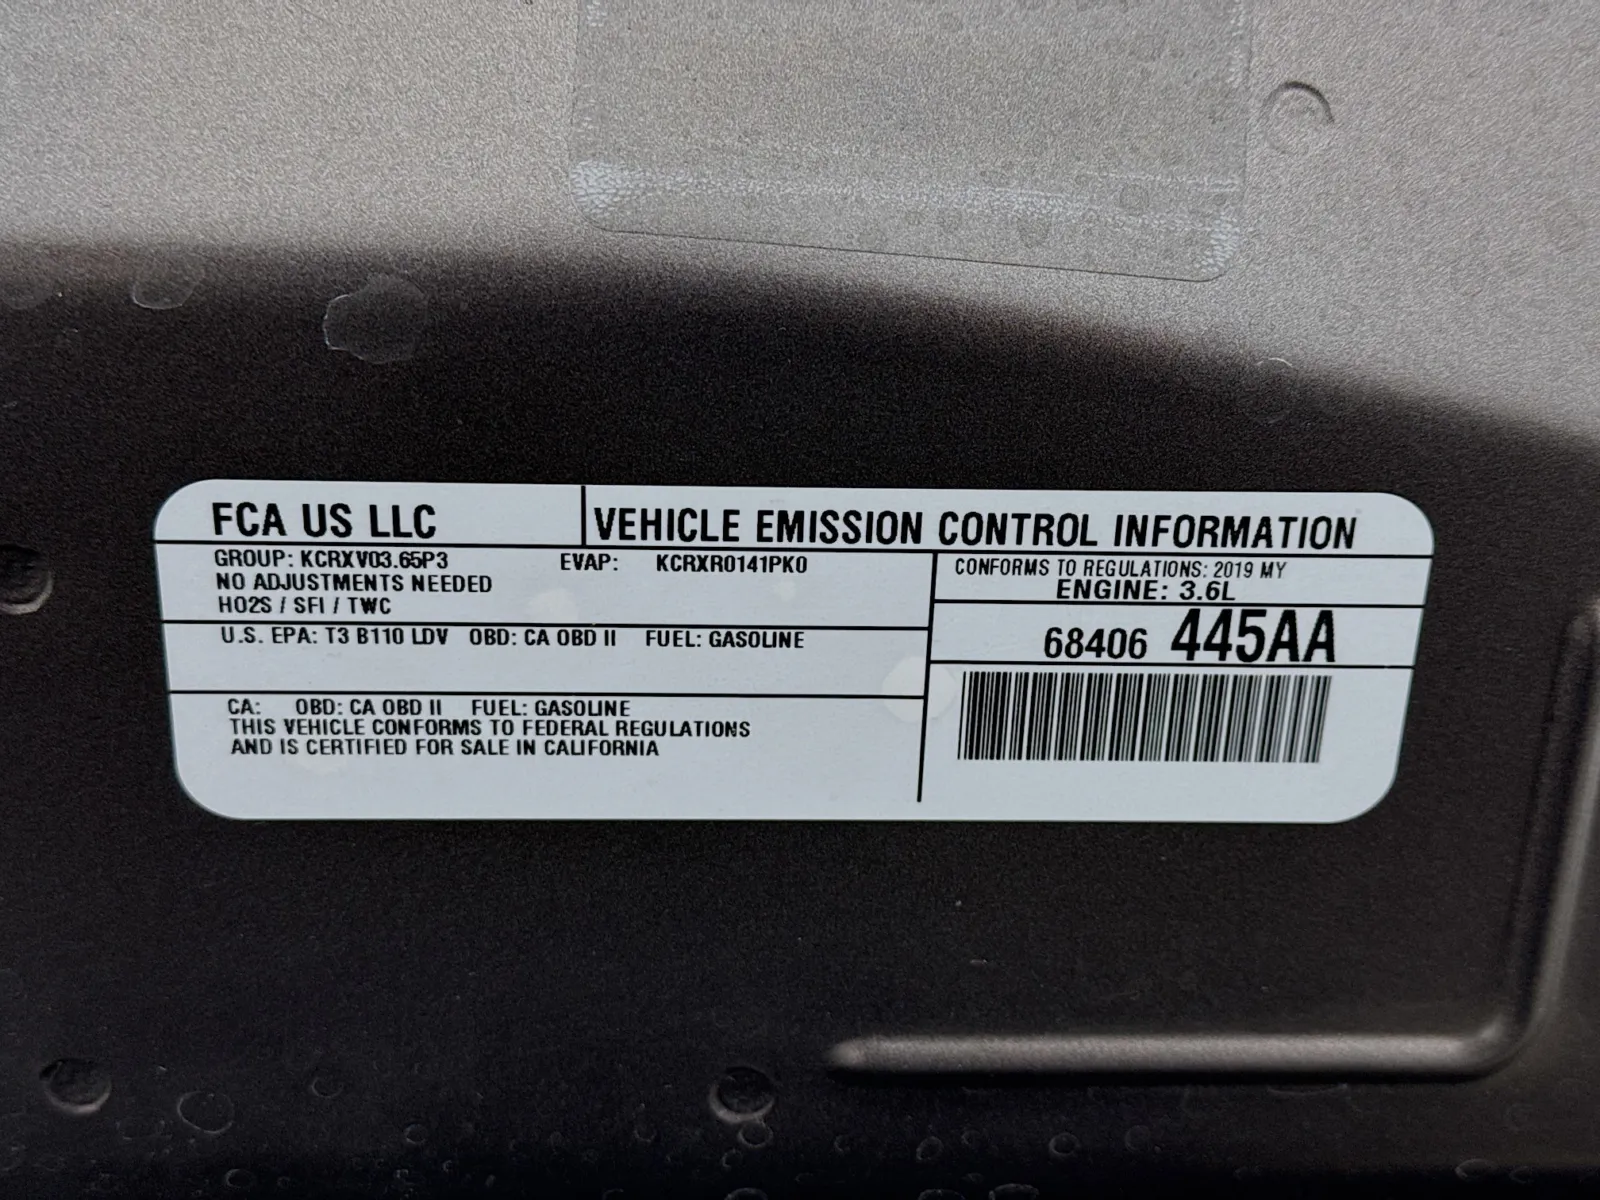 FCA US LLC
VEHICLE EMISSION CONTROL INFORMATION
GROUP: KCRXV03.65P3 EVAP: KCRXR0141PK0
NO ADJUSTMENTS NEEDED
HO2S / SFI / TWC
CONFORMS TO REGULATIONS: 2019 MY
ENGINE: 3.6L
U.S. EPA: T3 B110 LDV OBD: CA OBD II FUEL: GASOLINE
68406 445AA
CA: OBD: CA OBD II FUEL: GASOLINE
THIS VEHICLE CONFORMS TO FEDERAL REGULATIONS
AND IS CERTIFIED FOR SALE IN CALIFORNIA